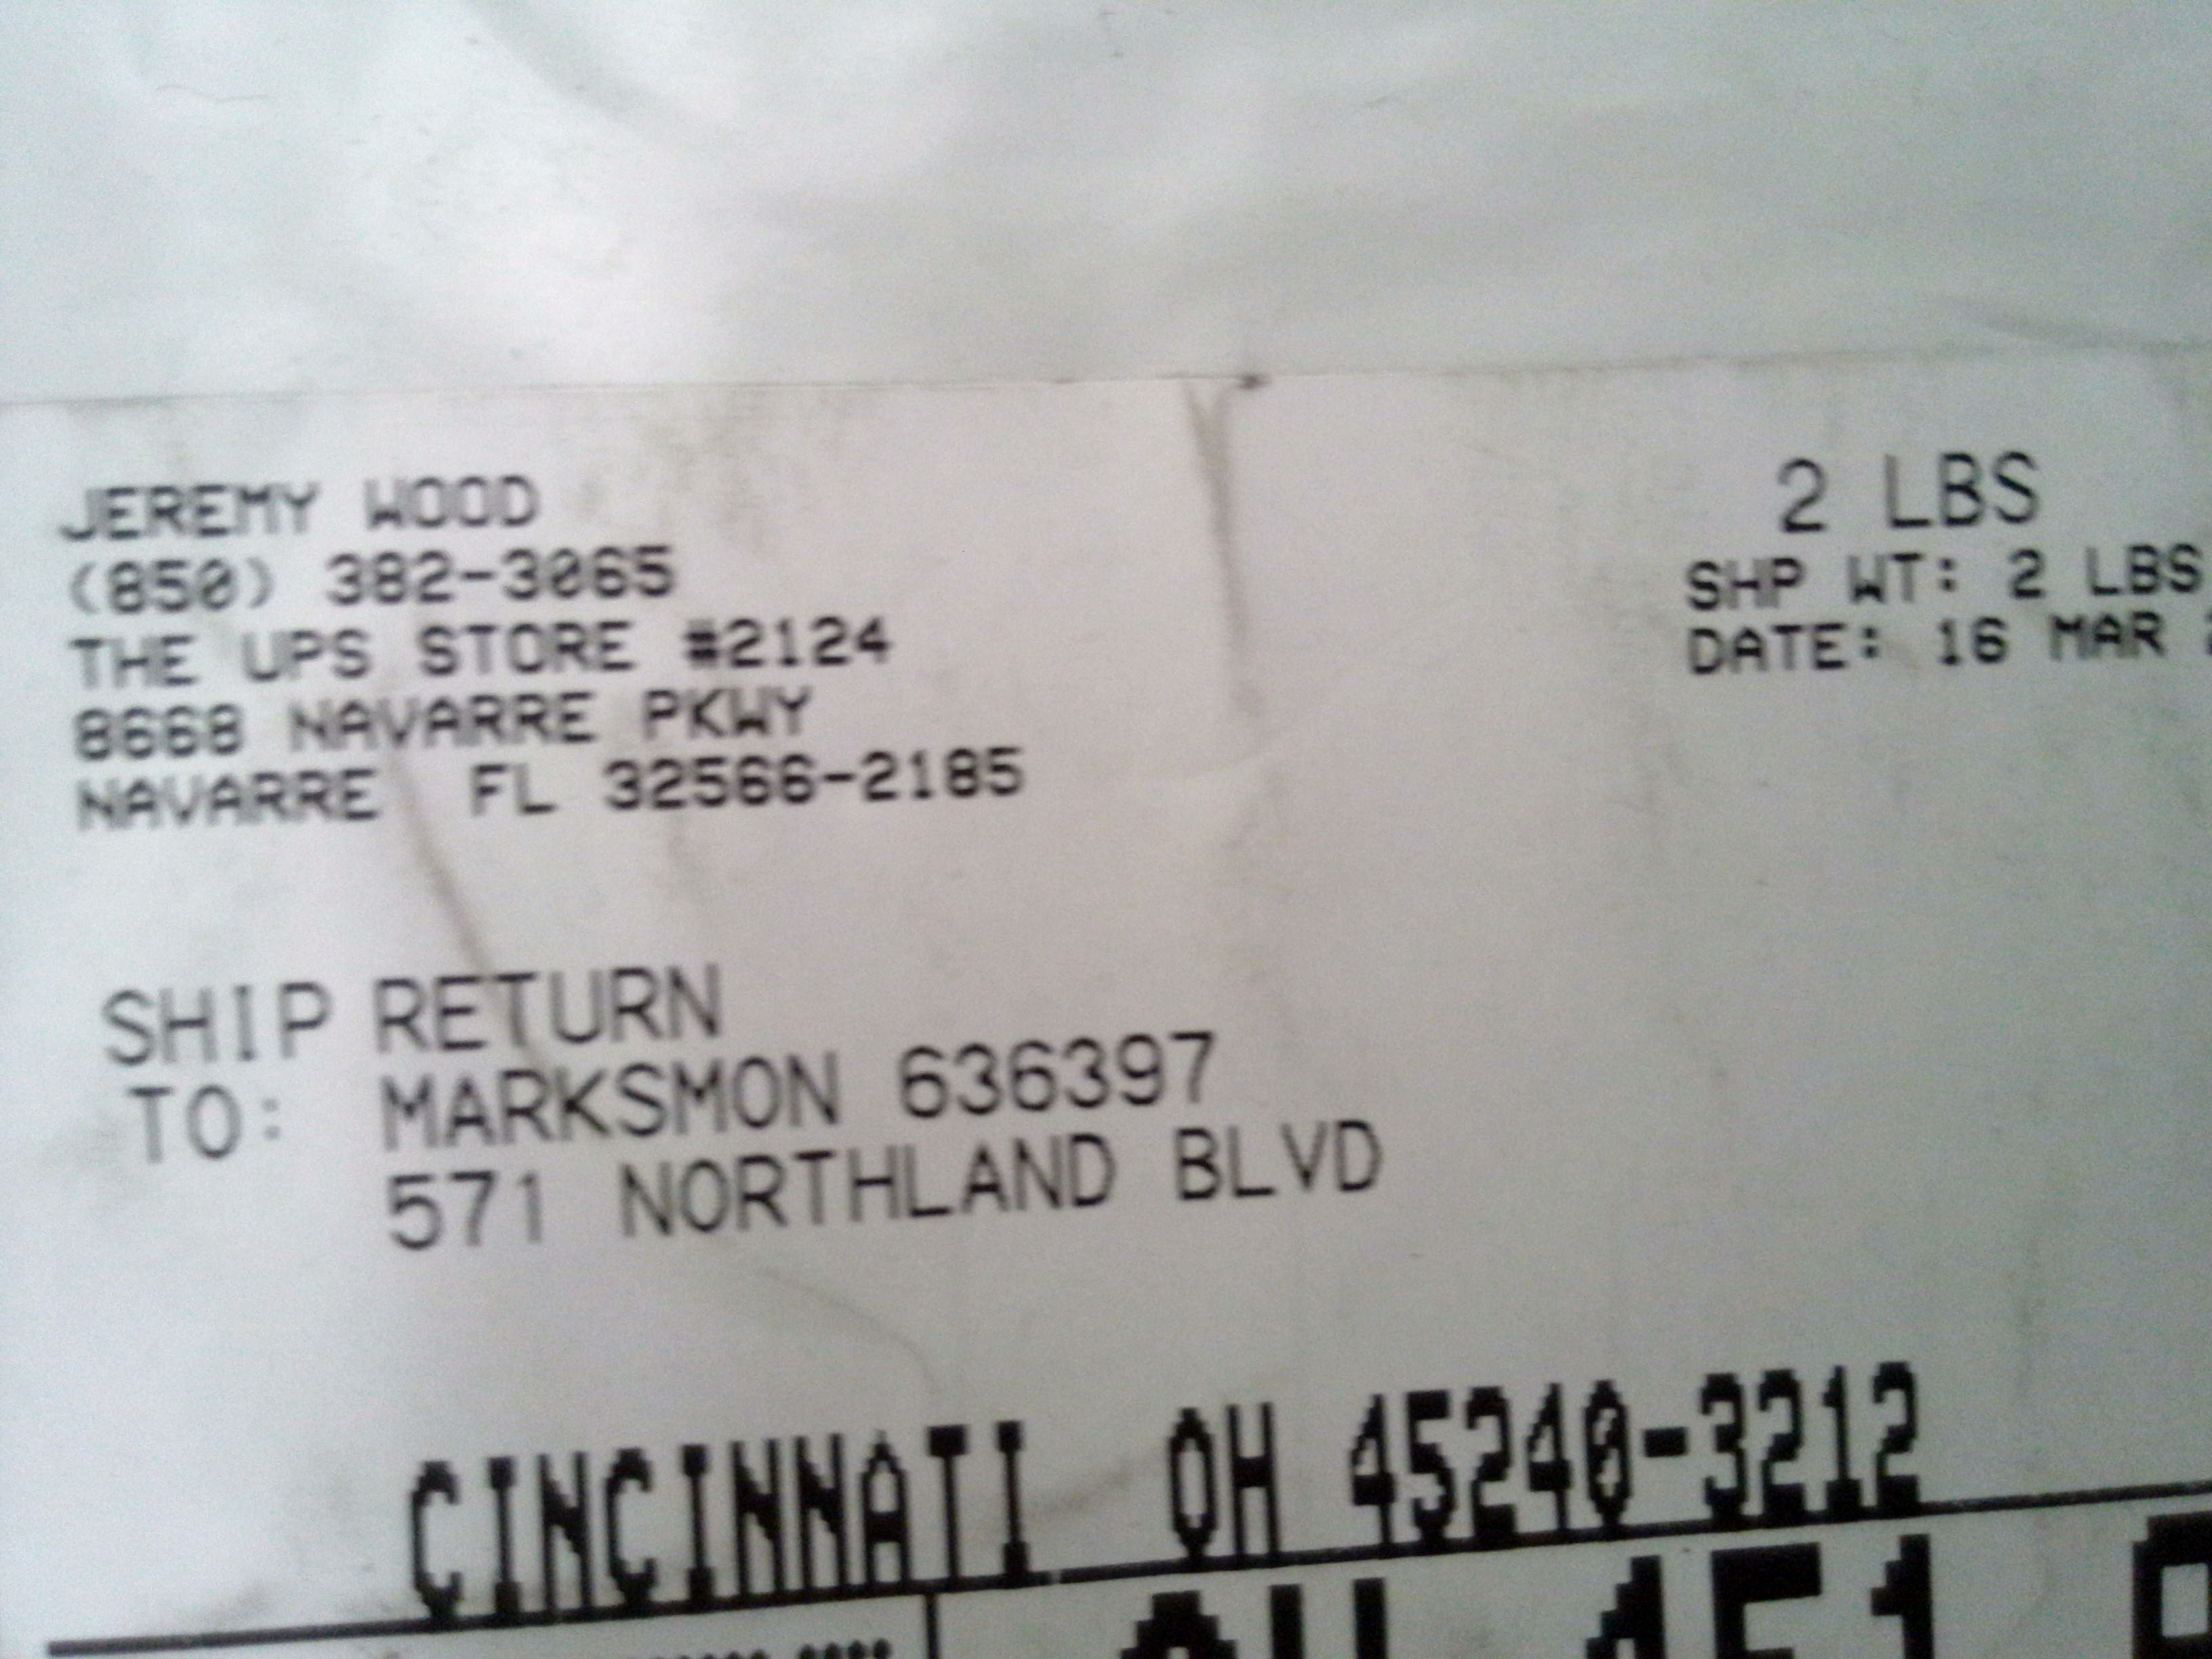 JEREMY WOOD
(850) 382-3065
THE UPS STORE #2124
8668 NAVARRE PKWY
NAVARRE FL 32566-2185
2 LBS
SHP WT: 2 LBS
DATE: 16 MAR
SHIP RETURN
TO: MARKSMON 636397
571 NORTHLAND BLVD
CINCINNATI OH 45240-3212